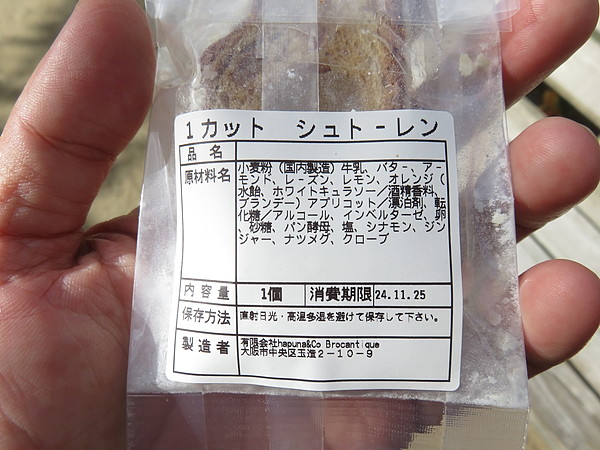 1カット シュトーレン
品名
原材料名
小麦粉(国内製造)牛乳、バター、アー
モンド、レーズン、レモン、オレンジ(
水飴、ホワイトキュラソー/酒精香料、
ブランデー)アプリコット/漂泊剤、転
化糖/アルコール、インベルターゼ、卵
、砂糖、パン酵母、塩、シナモン、ジン
ジャー、ナツメグ、クローブ
内容量 1個 消費期限 24.11.25
保存方法 直射日光・高温多湿を避けて保存して下さい。
製造者 有限会社hapuna&Co Brocantique
大阪市中央区玉造2-10-9